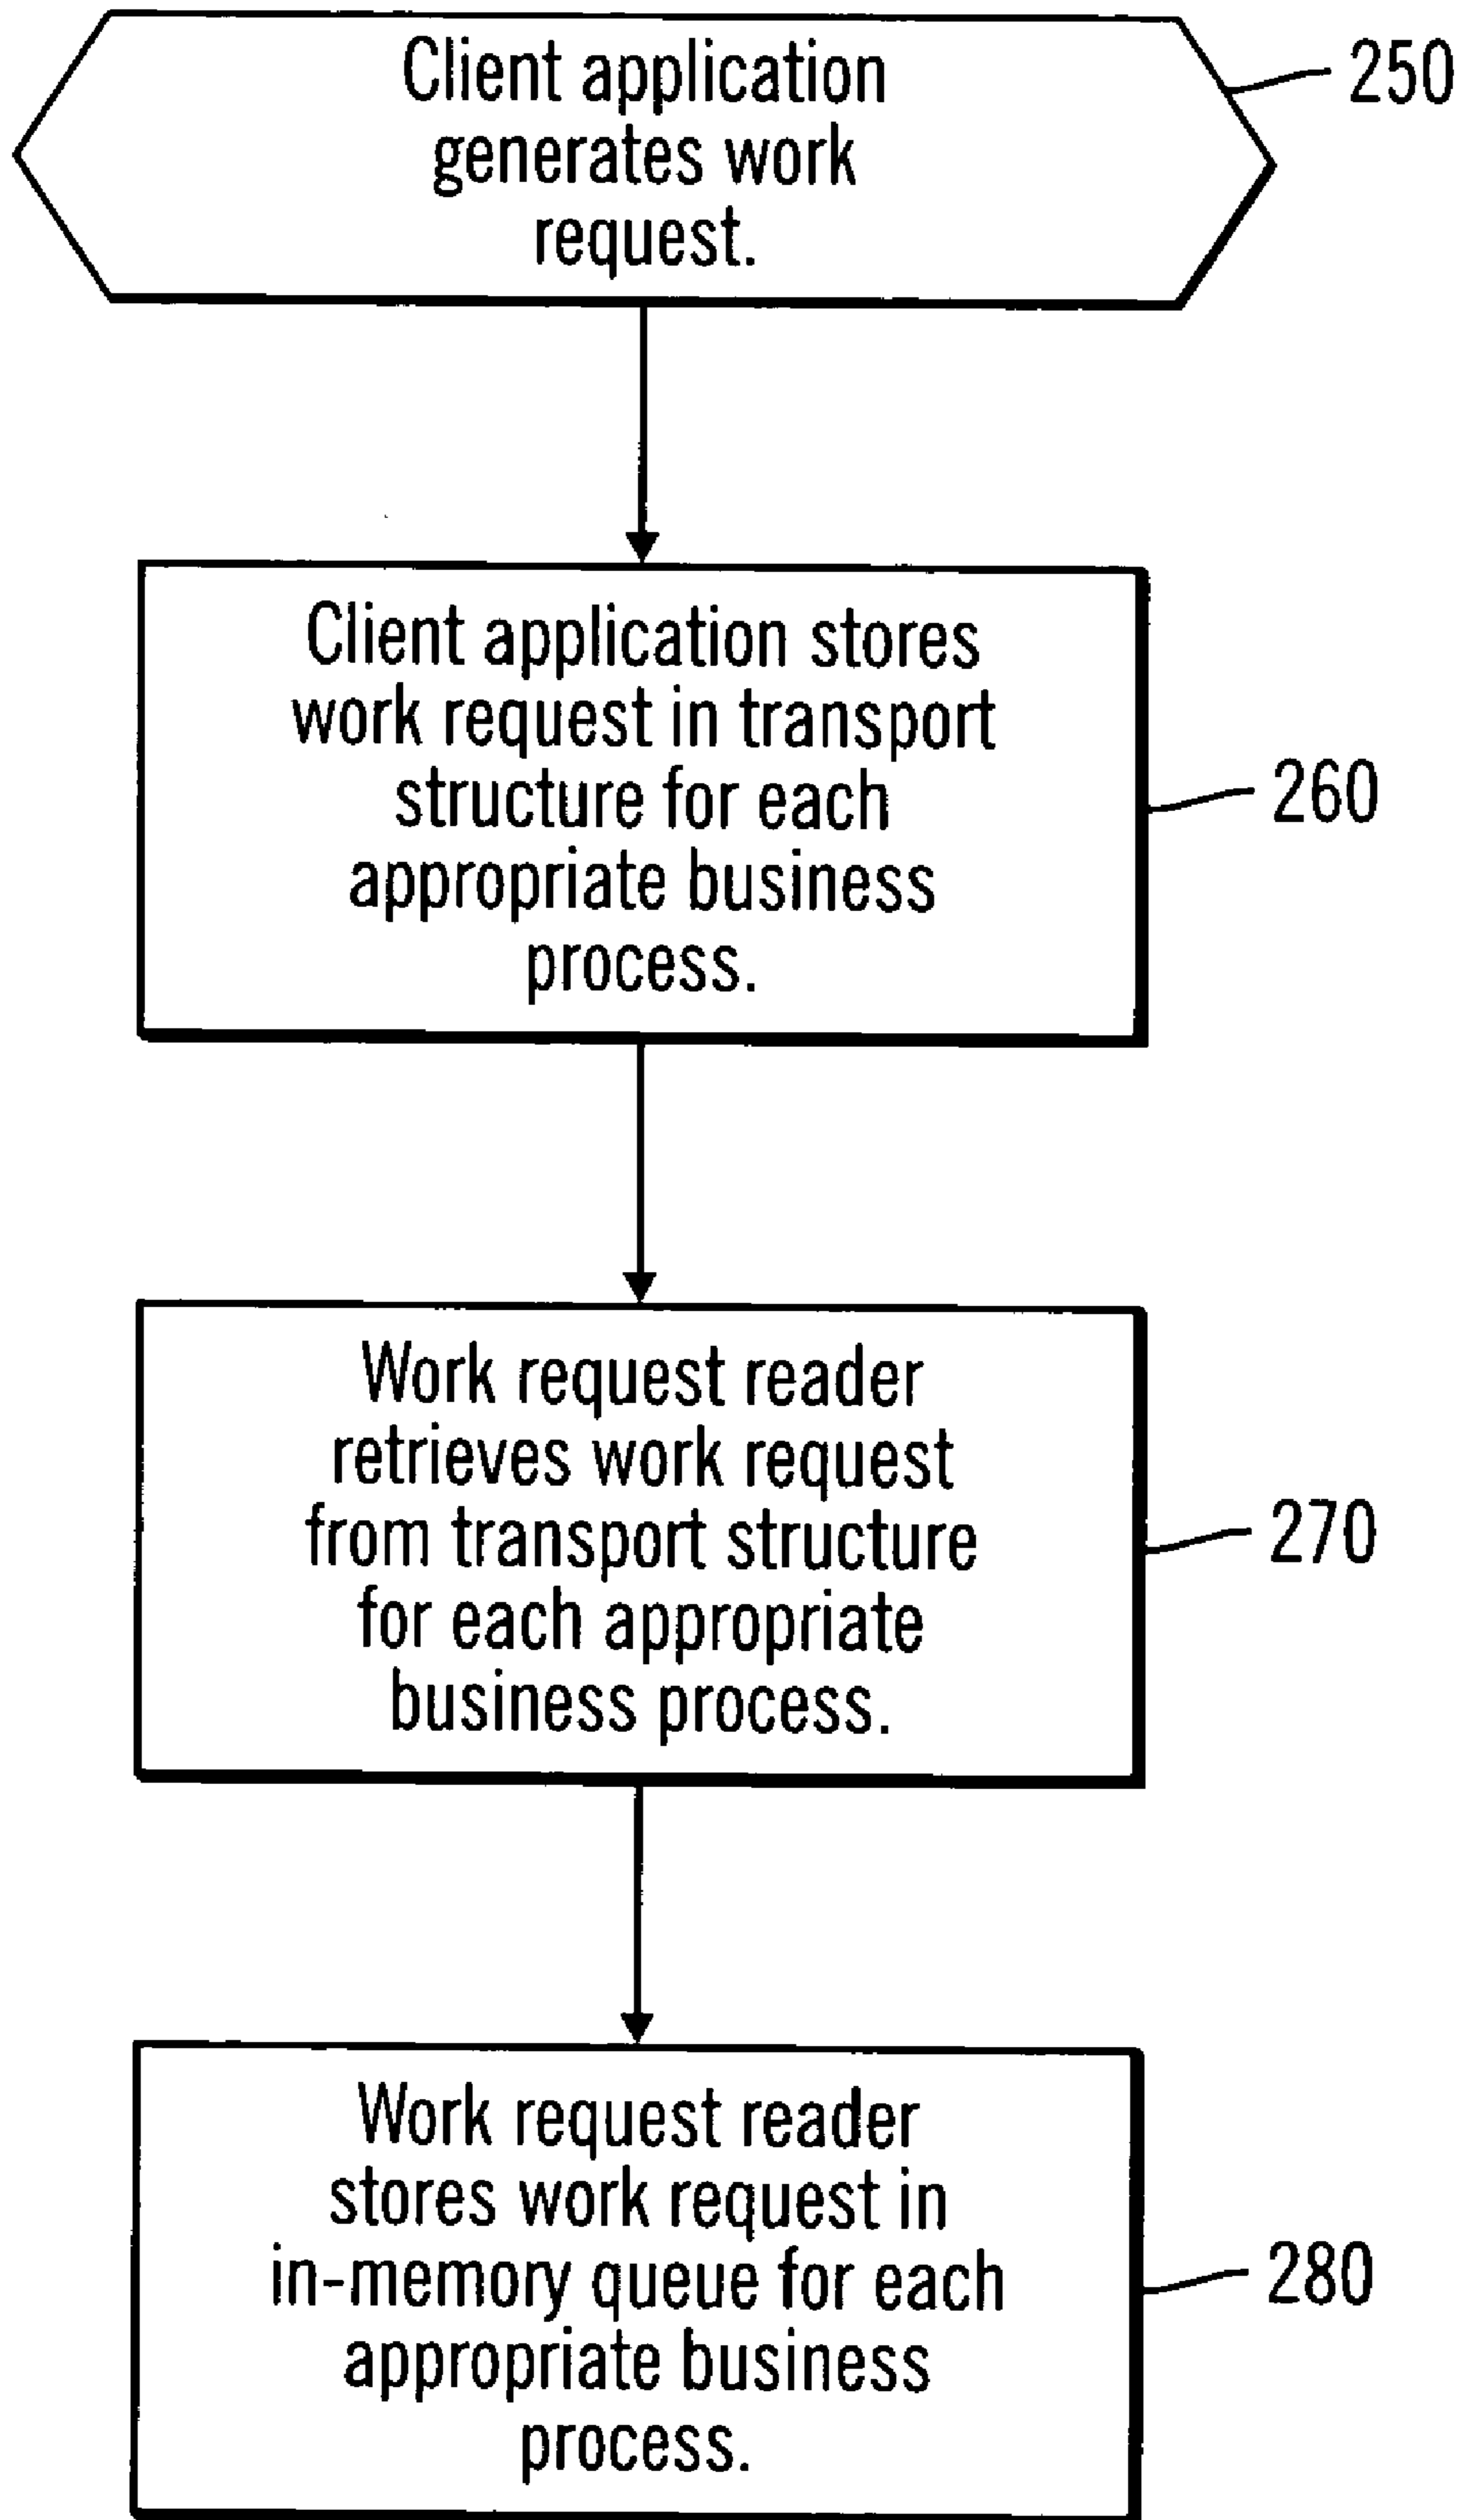 Client application
generates work
request.
250
Client application stores
work request in transport
structure for each
appropriate business
process.
260
Work request reader
retrieves work request
from transport structure
for each appropriate
business process.
270
Work request reader
stores work request in
in-memory queue for each
appropriate business
process.
280